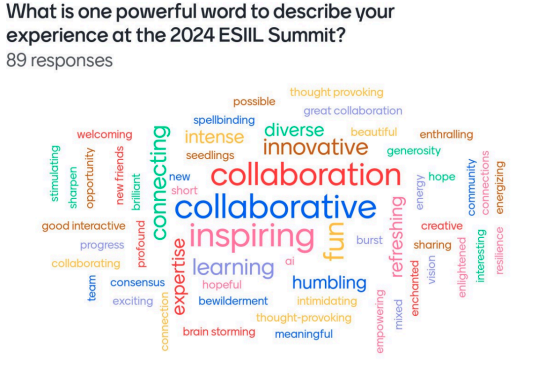 What is one powerful word to describe your
experience at the 2024 ESIIL Summit?
89 responses
thought provoking
possible
great collaboration
spellbinding
diverse
beautiful
welcoming
intense
enthralling
innovative
connecting
seedlings
generosity
stimulating
sharpen
opportunity
new friends
brilliant
new
short
collaboration
energy
hope
community
connections
energizing
collaborative
good interactive
profound
inspiring
fun
burst
refreshing
creative
progress
sharing
collaborating
expertise
learning
ai
vision
enlightened
interesting
resilience
team
consensus
hopeful
humbling
enchanted
exciting
connection
bewilderment
intimidating
empowering
mixed
thought-provoking
brain storming
meaningful